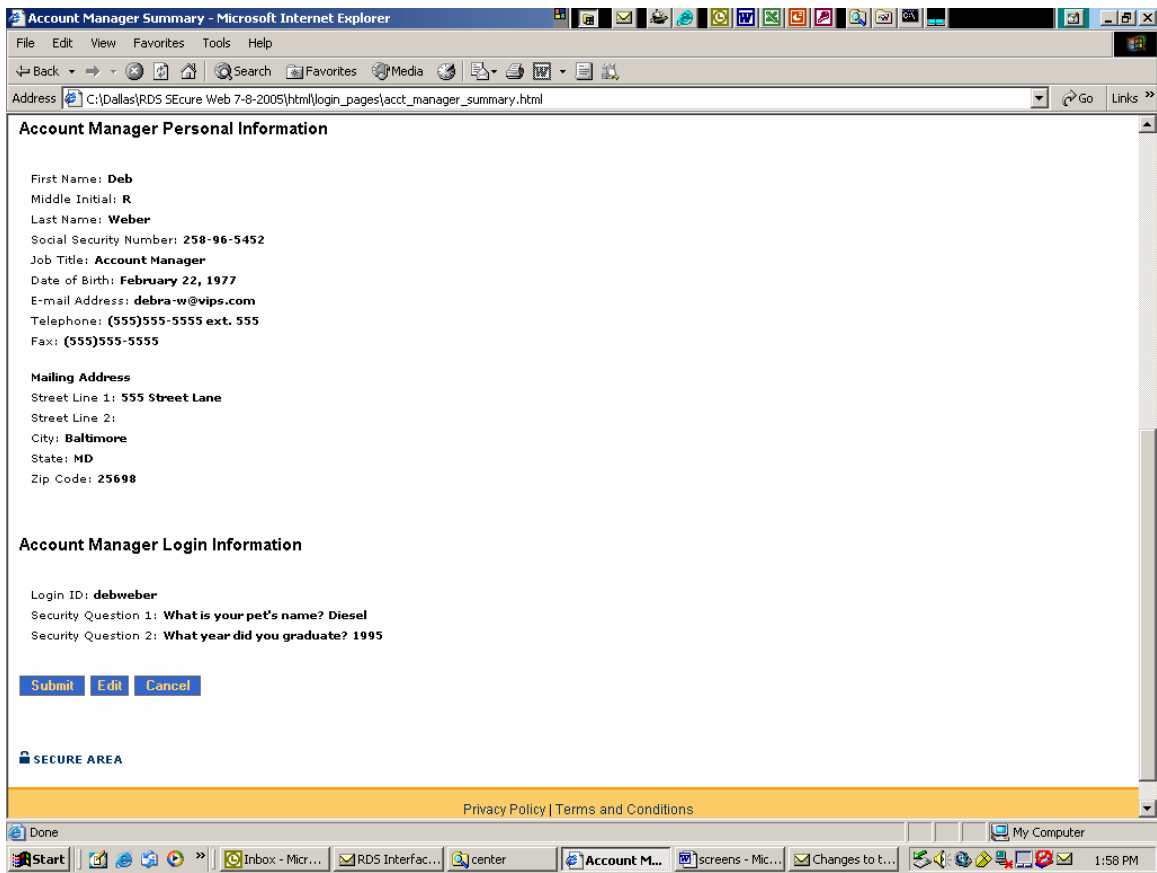 Account Manager Summary - Microsoft Internet Explorer
File Edit View Favorites Tools Help
Back Search Favorites Media
Address C:\Dallas\RDS SEcure Web 7-8-2005\html\login_pages\acct_manager_summary.html Go Links »
Account Manager Personal Information
First Name: Deb
Middle Initial: R
Last Name: Weber
Social Security Number: 258-96-5452
Job Title: Account Manager
Date of Birth: February 22, 1977
E-mail Address: debra-w@vips.com
Telephone: (555)555-5555 ext. 555
Fax: (555)555-5555
Mailing Address
Street Line 1: 555 Street Lane
Street Line 2:
City: Baltimore
State: MD
Zip Code: 25698
Account Manager Login Information
Login ID: debweber
Security Question 1: What is your pet's name? Diesel
Security Question 2: What year did you graduate? 1995
Submit Edit Cancel
SECURE AREA
Privacy Policy | Terms and Conditions
Done My Computer
Start » Inbox - Micr... RDS Interfac... center Account M... screens - Mic... Changes to t... 1:58 PM